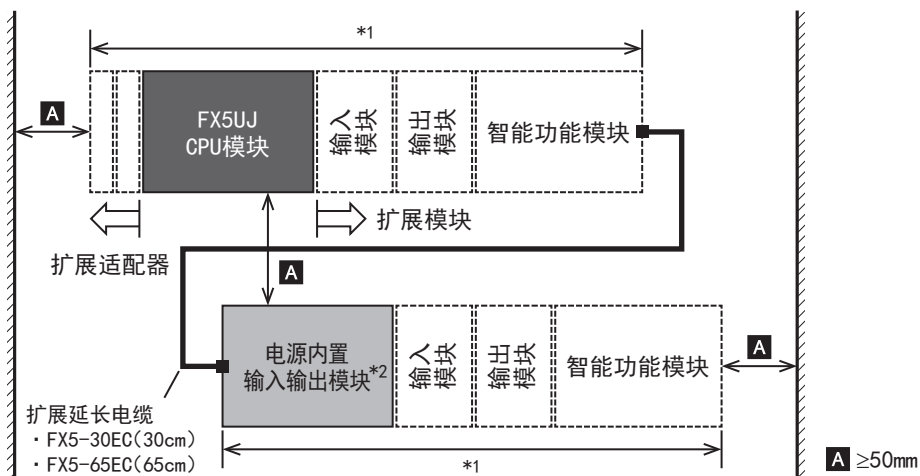 *1
A
FX5UJ
CPU模块
输入
模块
输出
模块
智能功能模块
扩展模块
扩展适配器
A
电源内置
输入输出模块*2
输入
模块
输出
模块
智能功能模块
A
扩展延长电缆
·FX5-30EC(30cm)
·FX5-65EC(65cm)
*1
A ≥50mm